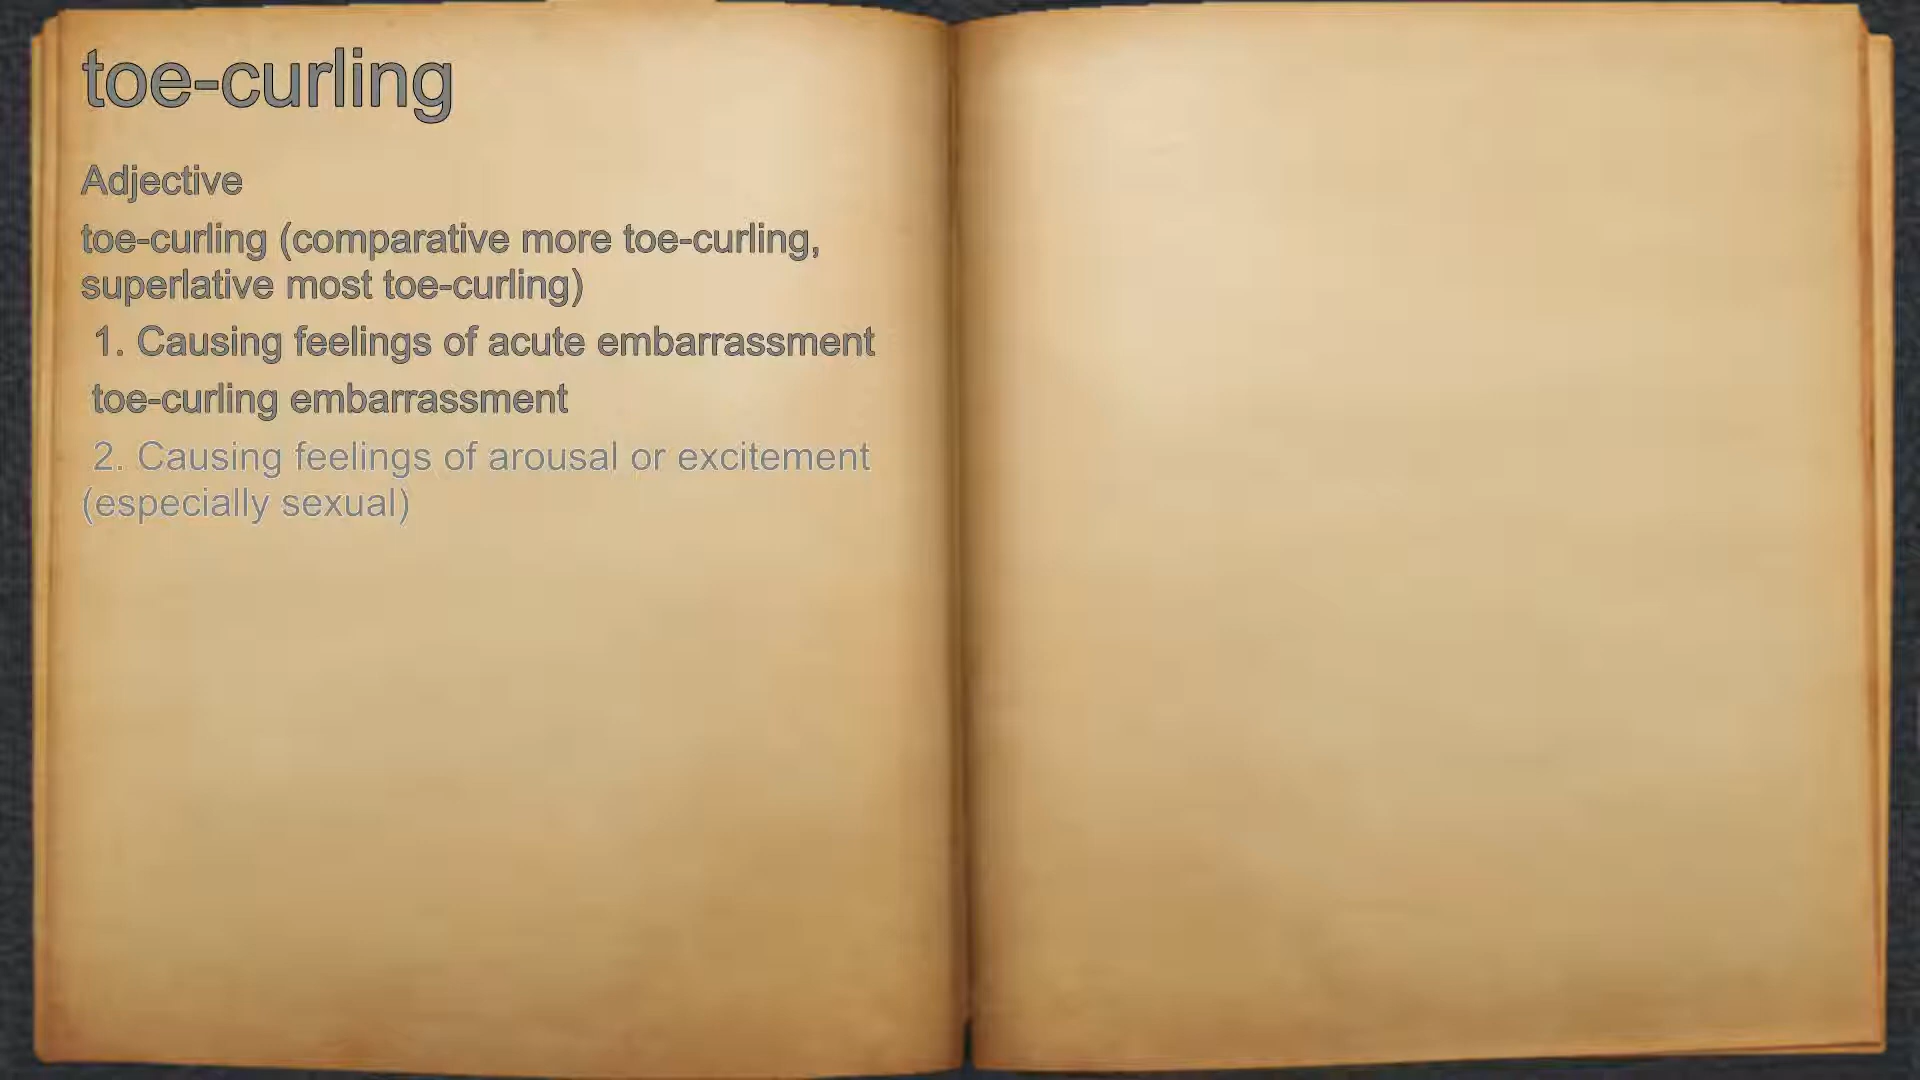 toe-curling
Adjective
toe-curling (comparative more toe-curling,
superlative most toe-curling)
1. Causing feelings of acute embarrassment
toe-curling embarrassment
2. Causing feelings of arousal or excitement
(especially sexual)